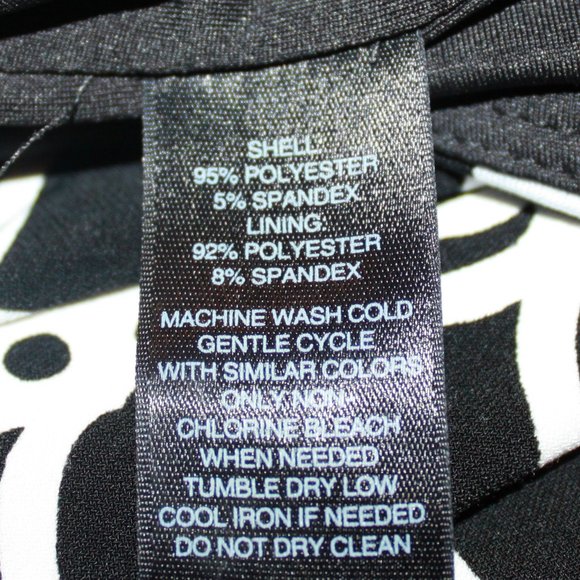 SHELL:
95% POLYESTER
5% SPANDEX
LINING:
92% POLYESTER
8% SPANDEX
MACHINE WASH COLD
GENTLE CYCLE
WITH SIMILAR COLORS
ONLY NON
CHLORINE BLEACH
WHEN NEEDED
TUMBLE DRY LOW
COOL IRON IF NEEDED
DO NOT DRY CLEAN